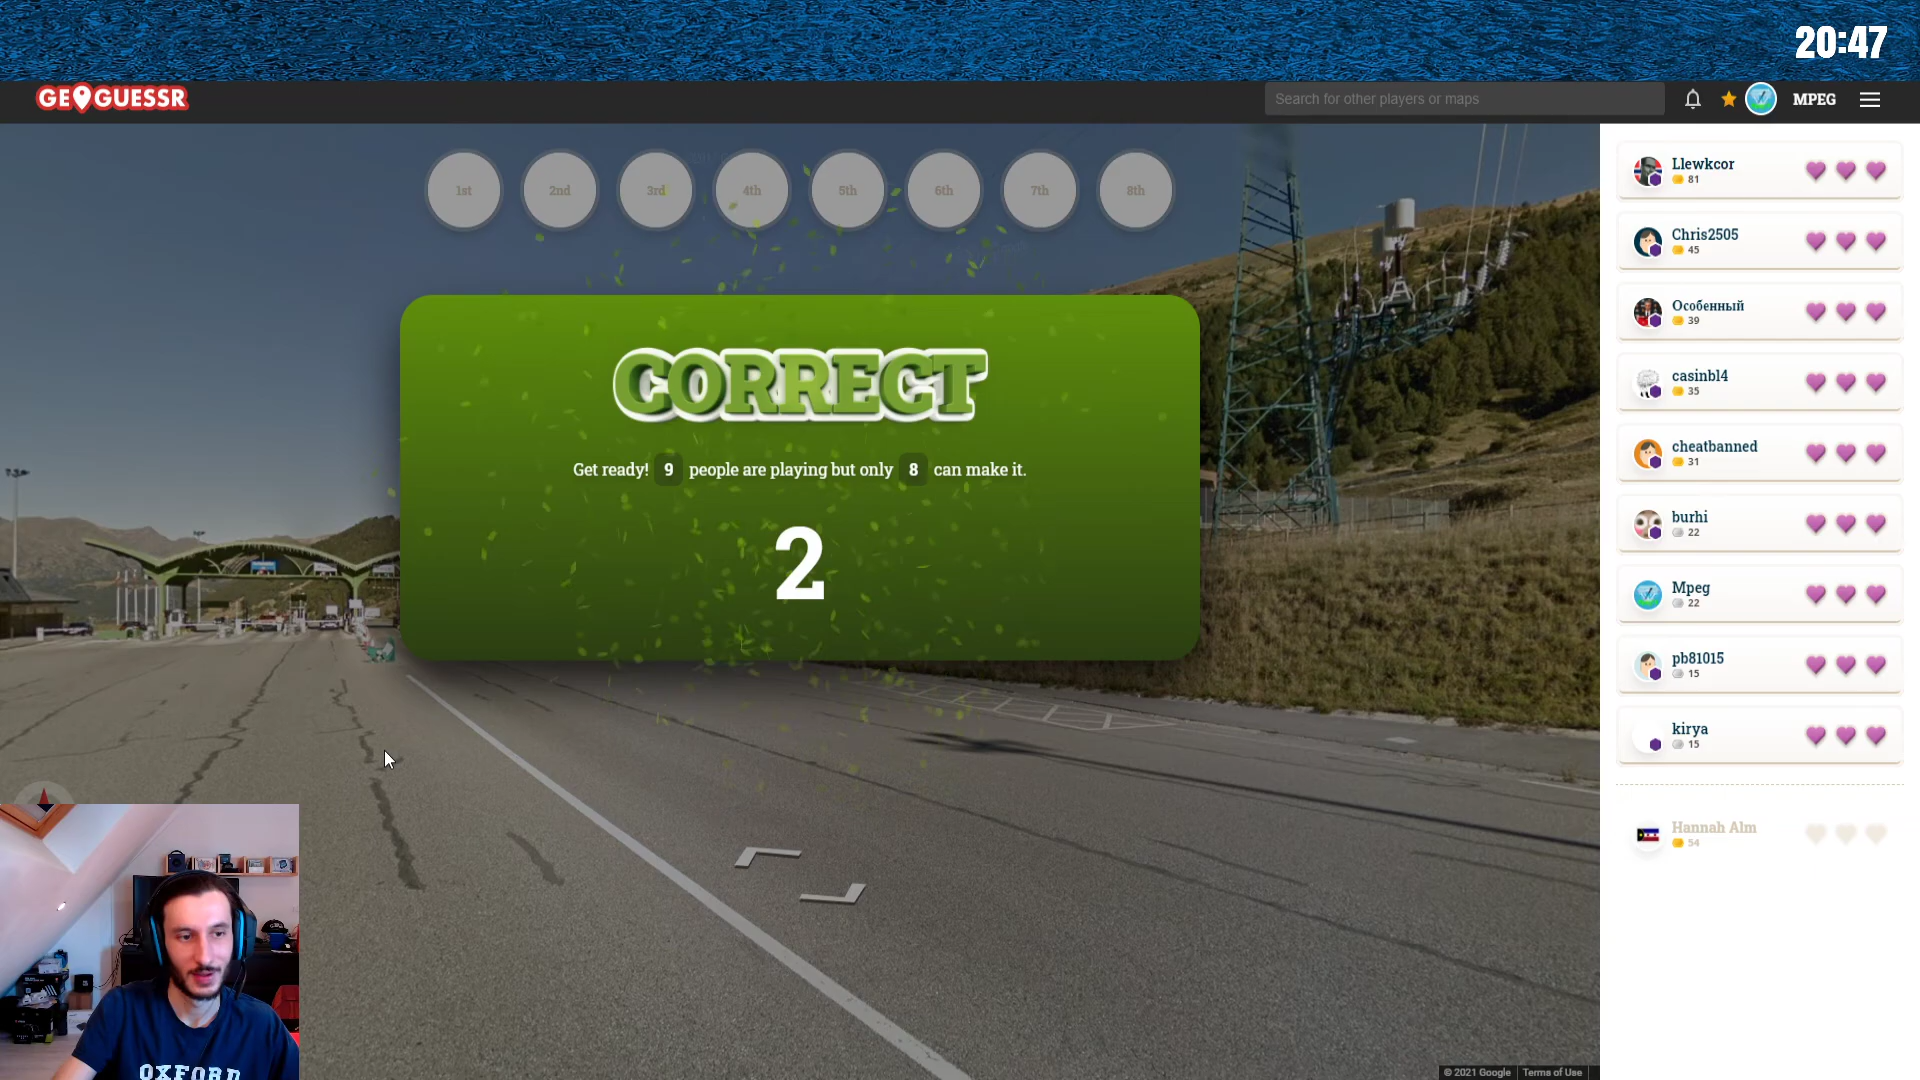 20:47
GEOGUESSR
Search for other players or maps
MPEG
1st
2nd
3rd
4th
5th
6th
7th
8th
CORRECT
Get ready! 9 people are playing but only 8 can make it.
2
Llewkcor
81
Chris2505
45
Особенный
39
casinbl4
35
cheatbanned
31
burhi
22
Mpeg
22
pb81015
15
kirya
15
Hannah Alm
54
OXFORD
© 2021 Google
Terms of Use